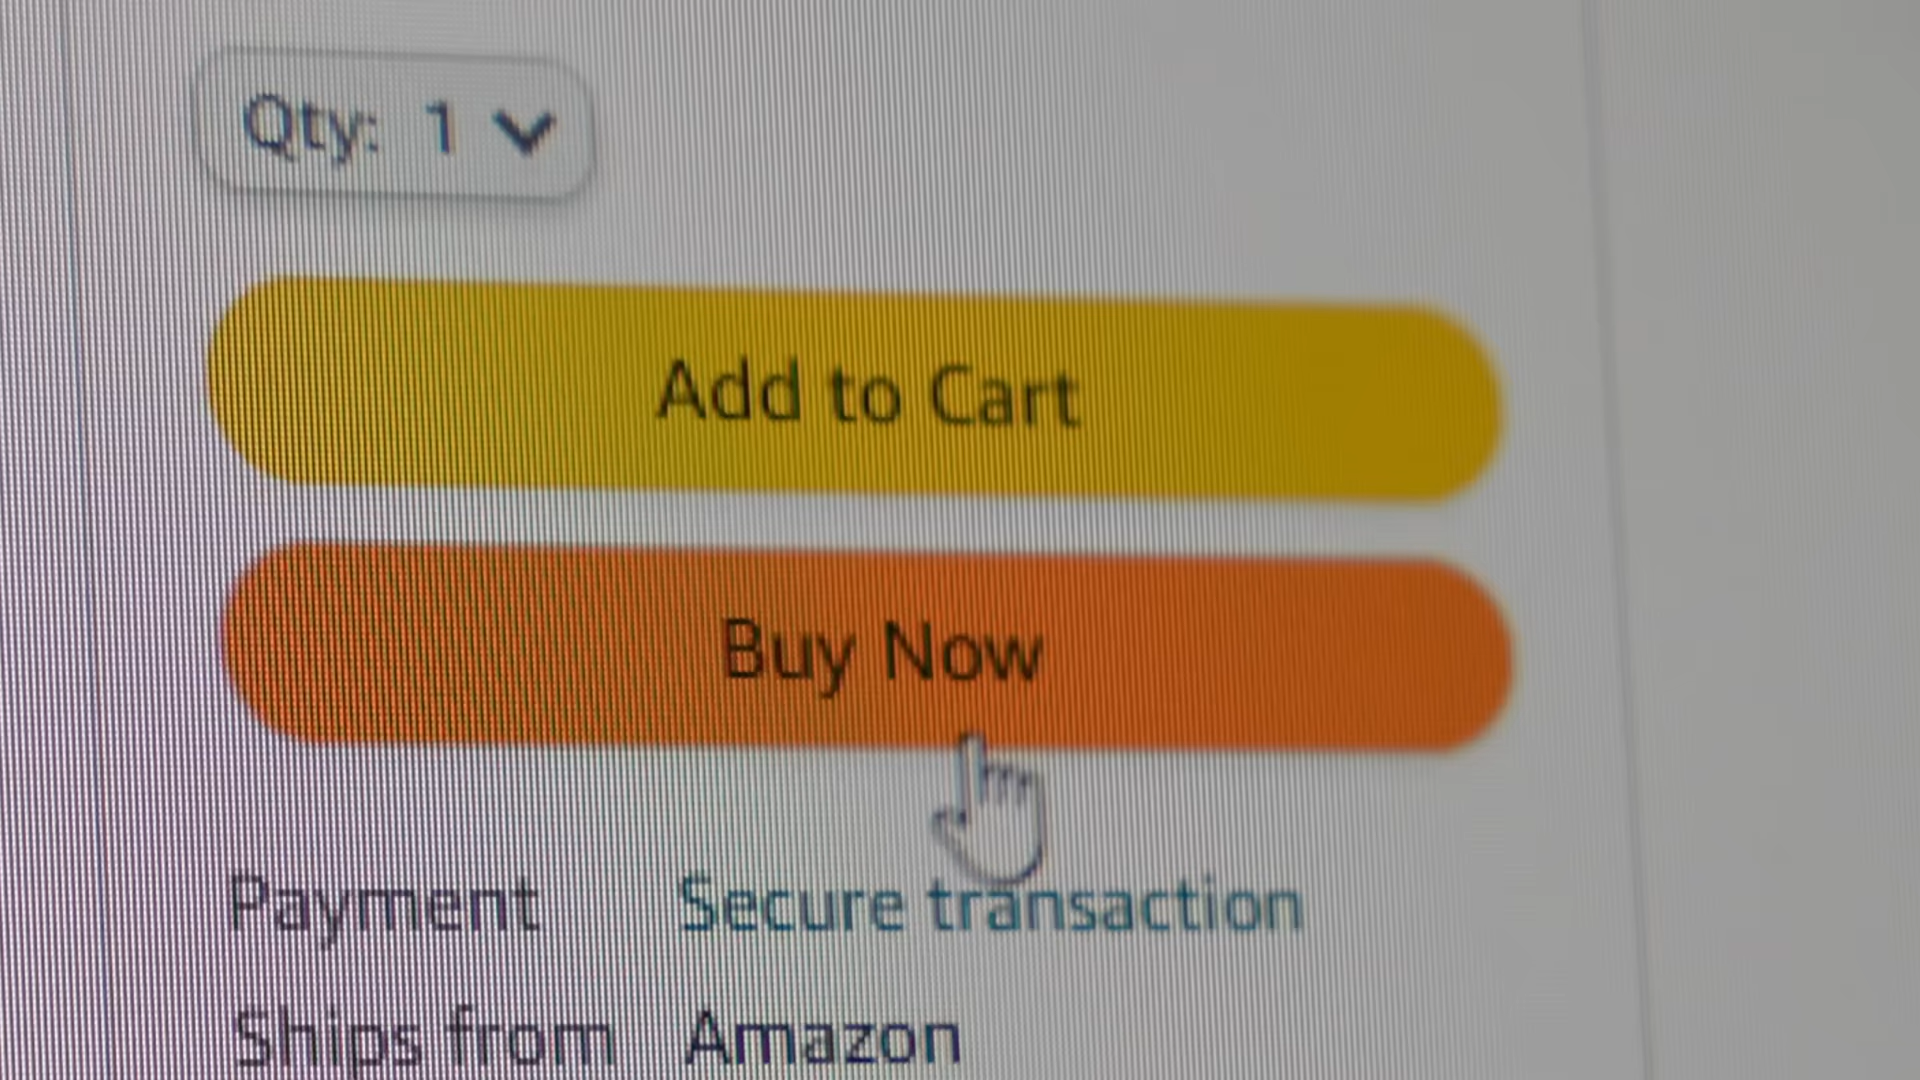 Qty: 1
Add to Cart
Buy Now
Payment Secure transaction
Ships from Amazon